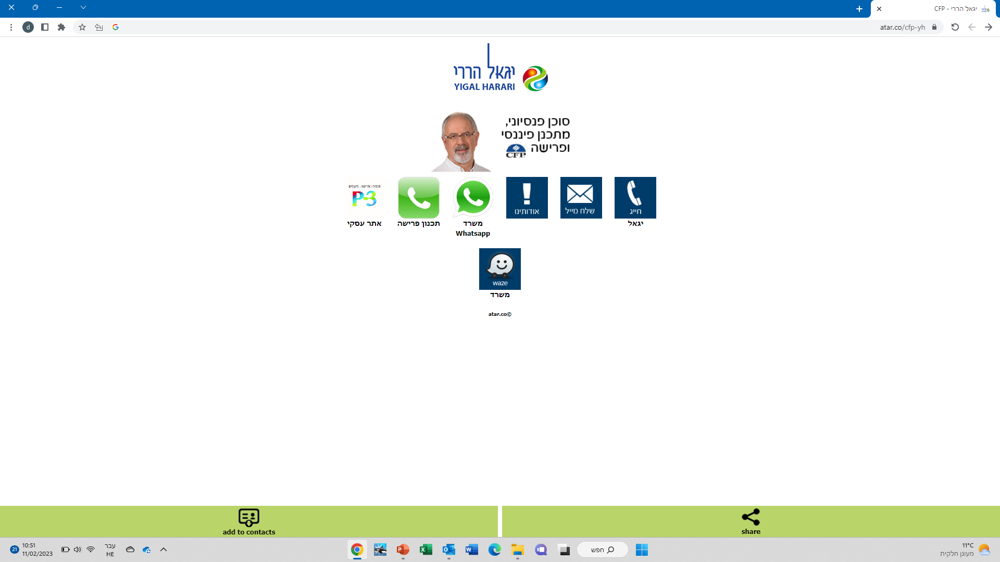 יגאל הררי - CFP
atar.co/cfp-yh
d
יגאל הררי
YIGAL HARARI
סוכן פנסיוני,
מתכנן פיננסי
ופרישה CFP
חייג
יגאל
שלח מייל
אודותינו
משרד
Whatsapp
תכנון פרישה
פנסיה | פרישה | פיננסים
P-3
אתר עסקי
waze
משרד
atar.co©
share
add to contacts
11°C
מעונן חלקית
חפש
עבר
HE
10:51
11/02/2023
21